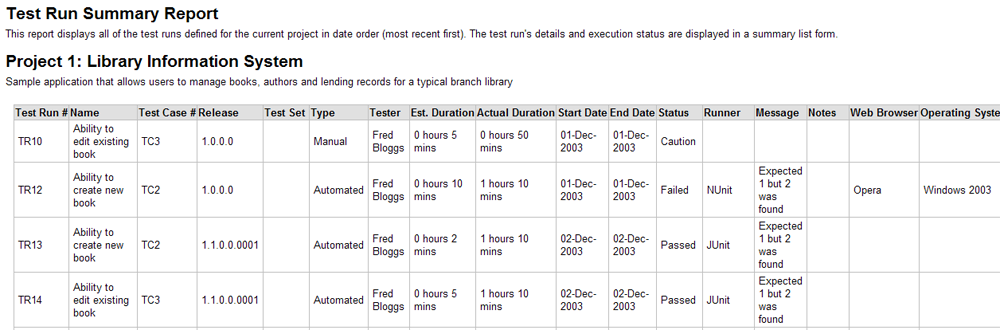 Test Run Summary Report
This report displays all of the test runs defined for the current project in date order (most recent first). The test run's details and execution status are displayed in a summary list form.
Project 1: Library Information System
Sample application that allows users to manage books, authors and lending records for a typical branch library
Test Run # Name Test Case # Release Test Set Type Tester Est. Duration Actual Duration Start Date End Date Status Runner Message Notes Web Browser Operating Syste
TR10 Ability to edit existing book TC3 1.0.0.0 Manual Fred Bloggs 0 hours 5 mins 0 hours 50 mins 01-Dec-2003 01-Dec-2003 Caution
TR12 Ability to create new book TC2 1.0.0.0 Automated Fred Bloggs 0 hours 10 mins 1 hours 10 mins 01-Dec-2003 01-Dec-2003 Failed NUnit Expected 1 but 2 was found Opera Windows 2003
TR13 Ability to create new book TC2 1.1.0.0.0001 Automated Fred Bloggs 0 hours 2 mins 1 hours 10 mins 02-Dec-2003 02-Dec-2003 Passed JUnit Expected 1 but 2 was found
TR14 Ability to edit existing book TC3 1.1.0.0.0001 Automated Fred Bloggs 0 hours 5 mins 1 hours 10 mins 02-Dec-2003 02-Dec-2003 Passed JUnit Expected 1 but 2 was found